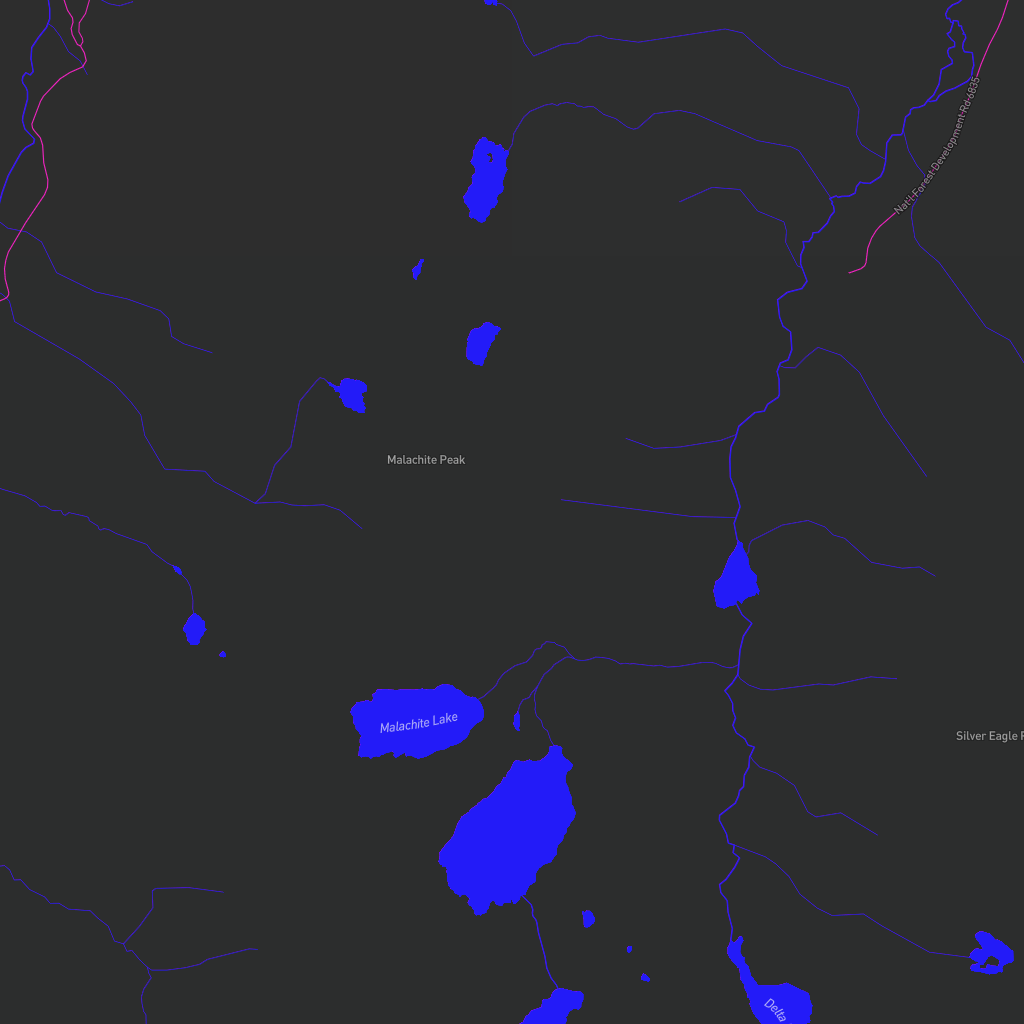 Nat'l Forest Development Rd 6835
Malachite Peak
Malachite Lake
Silver Eagle P
Delta